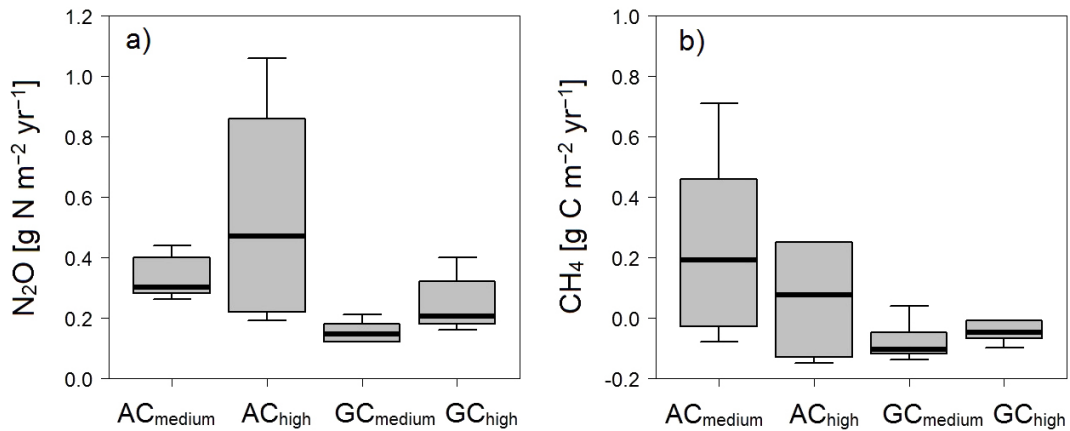 a)
N₂O [g N m⁻² yr⁻¹]
1.2
1.0
0.8
0.6
0.4
0.2
0.0
ACmedium AChigh GCmedium GChigh
b)
CH₄ [g C m⁻² yr⁻¹]
1.0
0.8
0.6
0.4
0.2
0.0
-0.2
ACmedium AChigh GCmedium GChigh